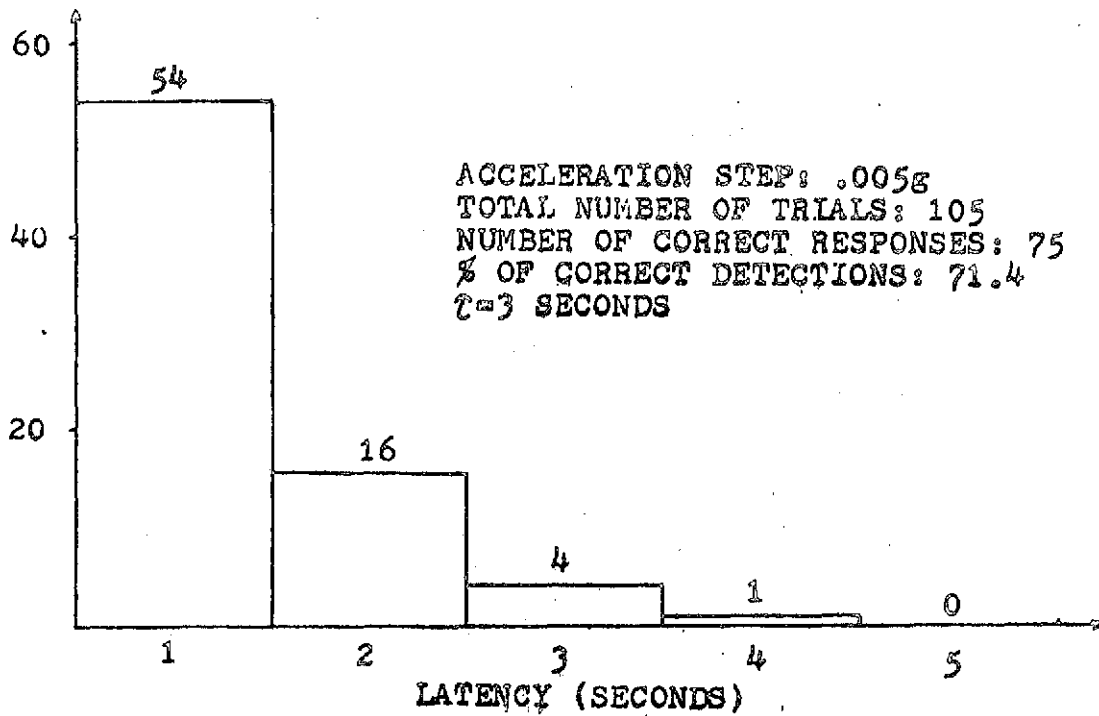 60
54
ACCELERATION STEP: .005g
TOTAL NUMBER OF TRIALS: 105
NUMBER OF CORRECT RESPONSES: 75
% OF CORRECT DETECTIONS: 71.4
τ=3 SECONDS
40
20
16
4
1
0
1 2 3 4 5
LATENCY (SECONDS)